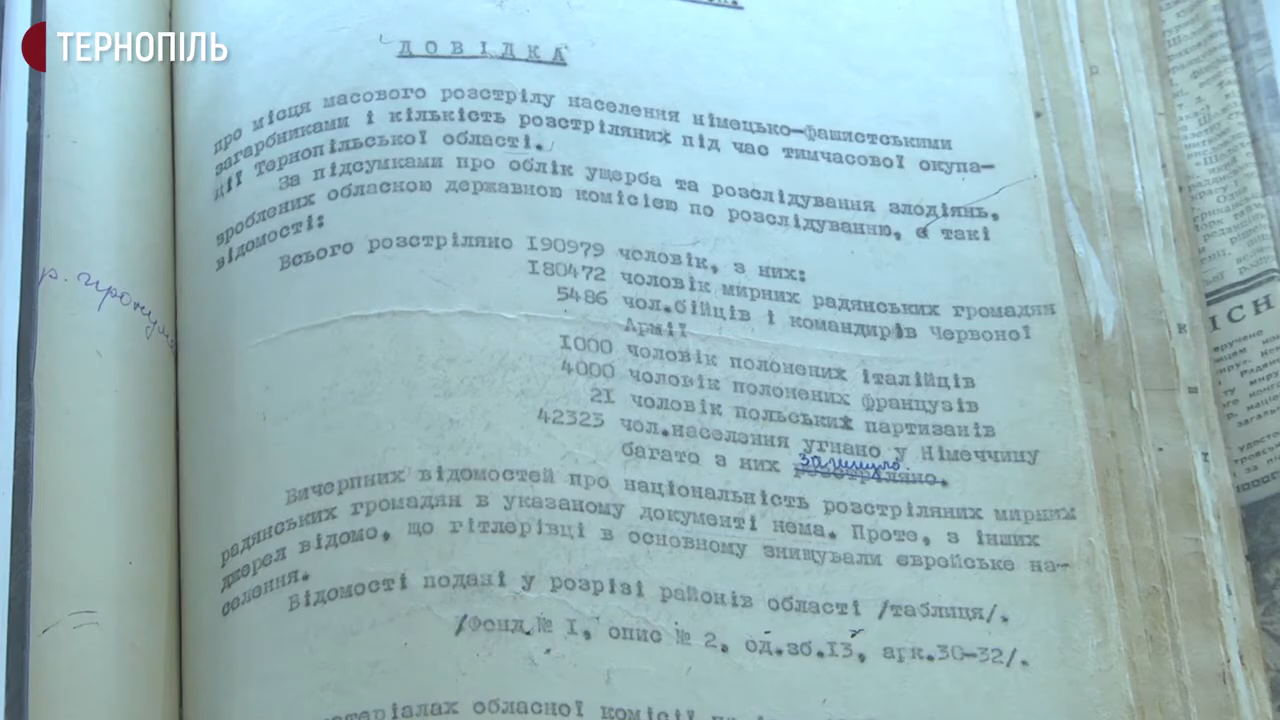 ТЕРНОПІЛЬ
ДОВІДКА
про місця масового розстрілу населення німецько-фашистськими
загарбниками і кількість розстріляних під час тимчасової окупа-
ції Тернопільської області.
За підсумками про облік ущерба та розслідування злодіянь,
зроблених обласною державною комісією по розслідуванню, є такі
відомості:
Всього розстріляно 190979 чоловік, з них:
180472 чоловік мирних радянських громадян
5486 чол.бійців і командирів Червоної
Армії
1000 чоловік полонених італійців
4000 чоловік полонених французів
21 чоловік польських партизанів
42323 чол.населення угнано у Німеччину
багато з них розстріляно. загинуло.
Вичерпних відомостей про національність розстріляних мирних
радянських громадян в указаному документі нема. Проте, з інших
джерел відомо, що гітлерівці в основному знищували єврейське на-
селення.
Відомості подані у розрізі районів області /таблиця/.
/Фонд № 1, опис № 2, од.зб.13, арк.30-32/.
матеріалах обласної комісії